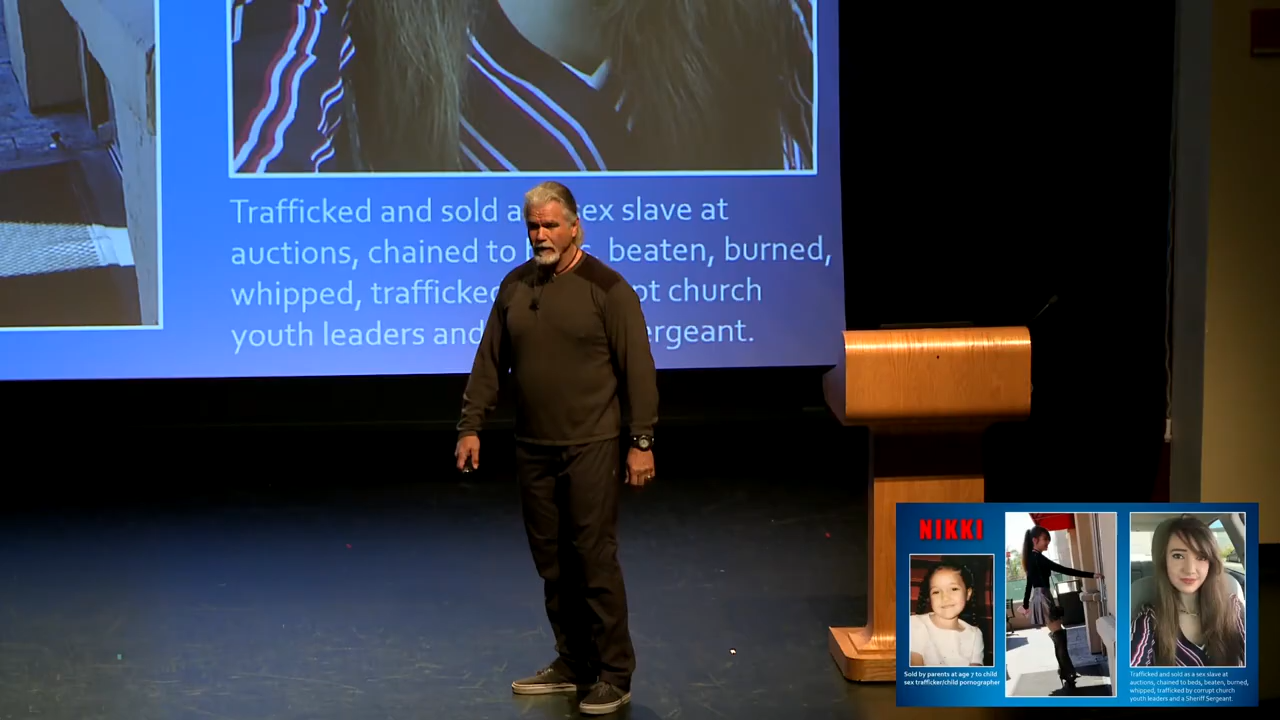 Trafficked and sold a sex slave at
auctions, chained to beaten, burned,
whipped, trafficked church
youth leaders and
NIKKI
Sold by parents at age 7 to child
sex trafficker/child pornographer
Trafficked and sold as a sex slave at
auctions, chained to beds, beaten, burned,
whipped, trafficked by corrupt church
youth leaders and a Sheriff Sergeant.